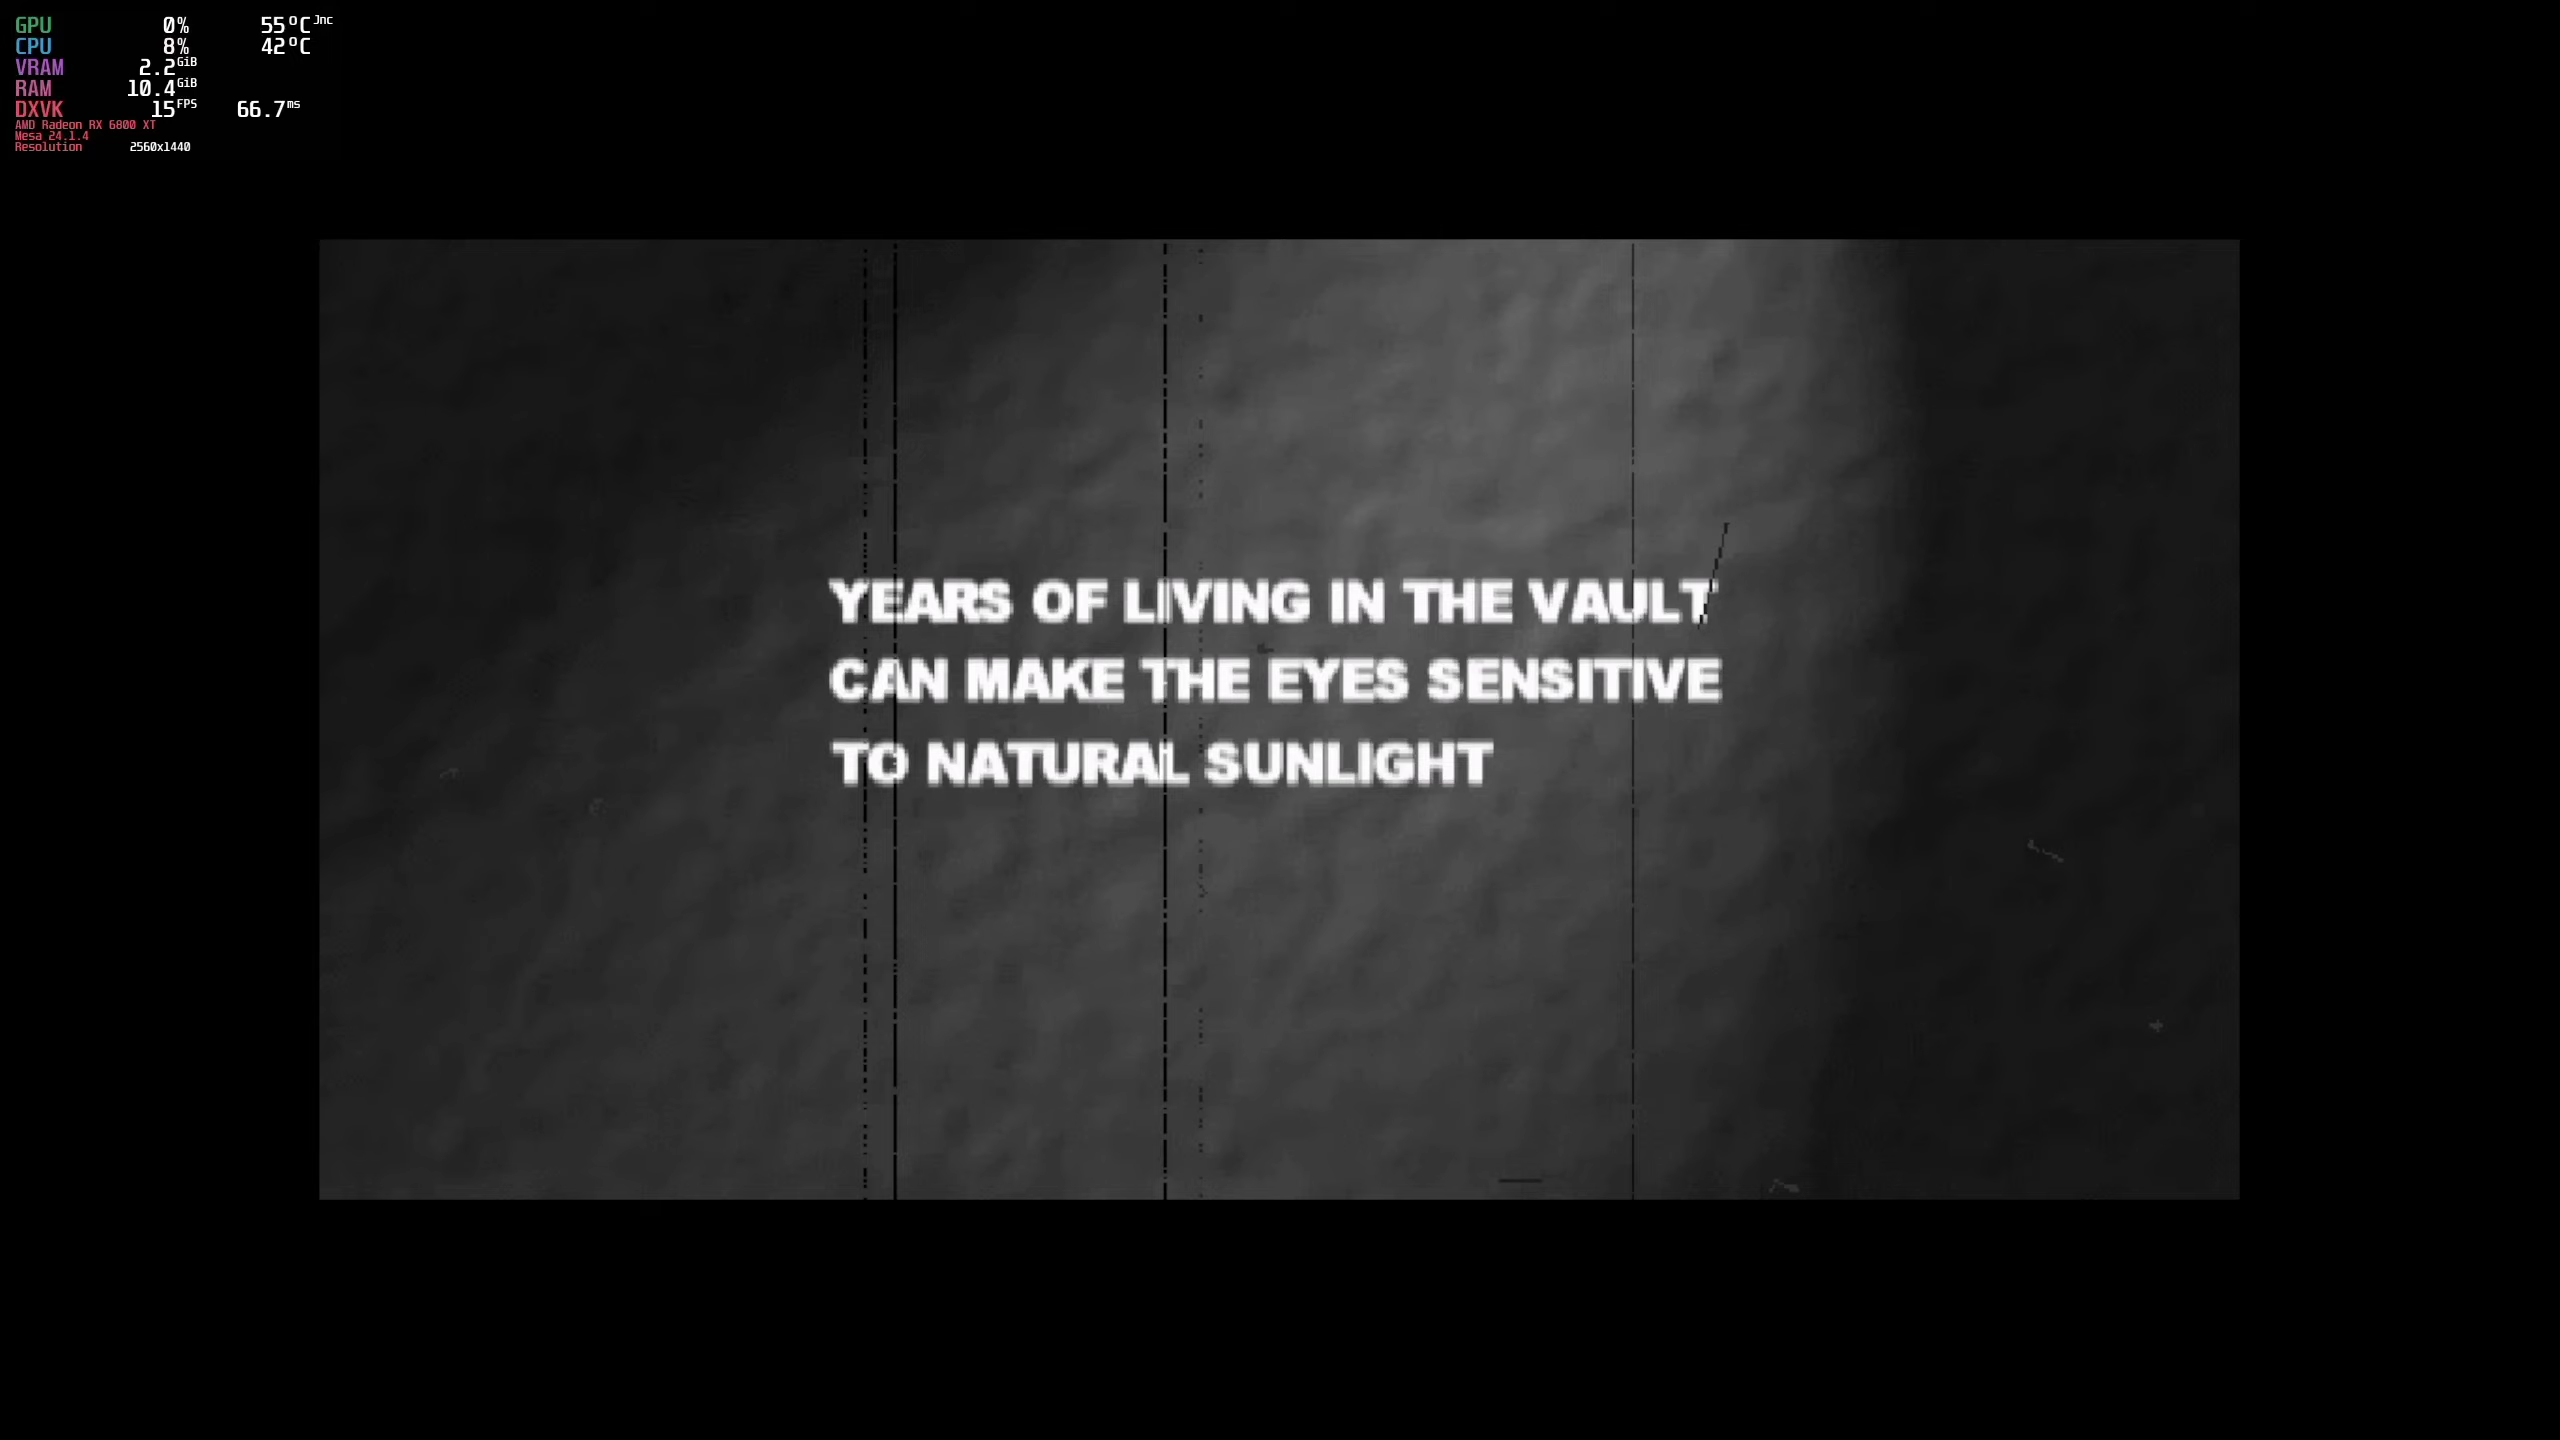 GPU 0% 55°C Jnc
CPU 8% 42°C
VRAM 2.2 GiB
RAM 10.4 GiB
DXVK 15 FPS 66.7 ms
AMD Radeon RX 6800 XT
Mesa 24.1.4
Resolution 2560x1440
YEARS OF LIVING IN THE VAULT
CAN MAKE THE EYES SENSITIVE
TO NATURAL SUNLIGHT